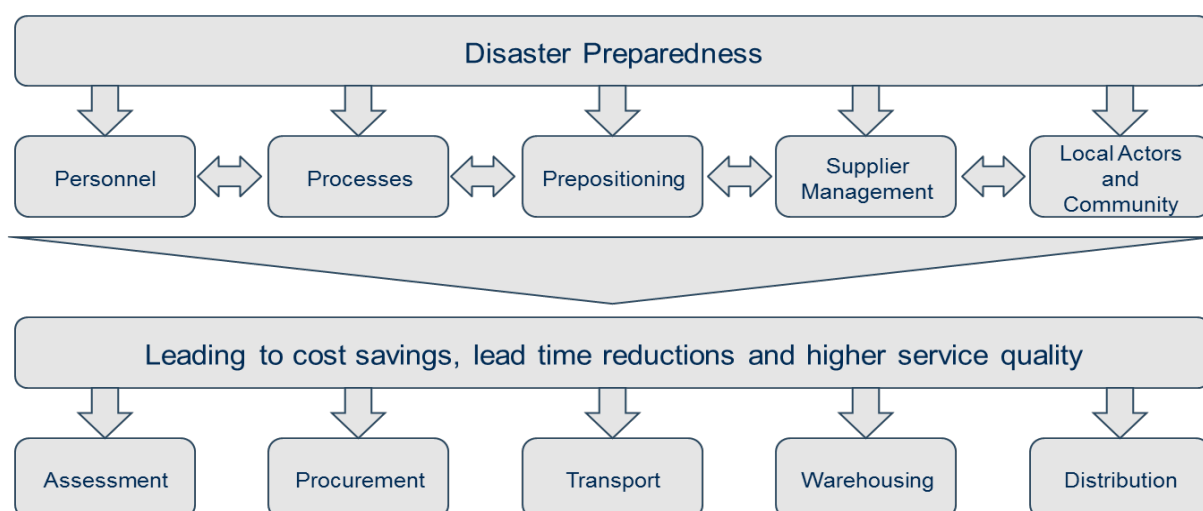 Disaster Preparedness
Personnel
Processes
Prepositioning
Supplier
Management
Local Actors
and
Community
Leading to cost savings, lead time reductions and higher service quality
Assessment
Procurement
Transport
Warehousing
Distribution